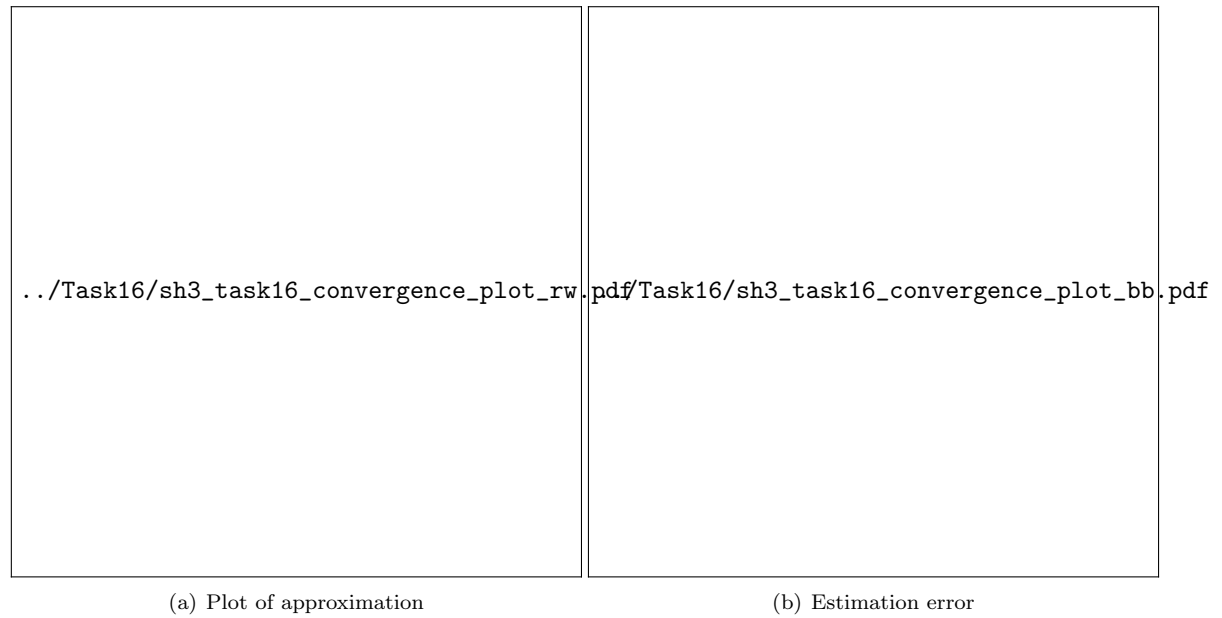 ../Task16/sh3_task16_convergence_plot_rw.pdf
../Task16/sh3_task16_convergence_plot_bb.pdf
(a) Plot of approximation
(b) Estimation error